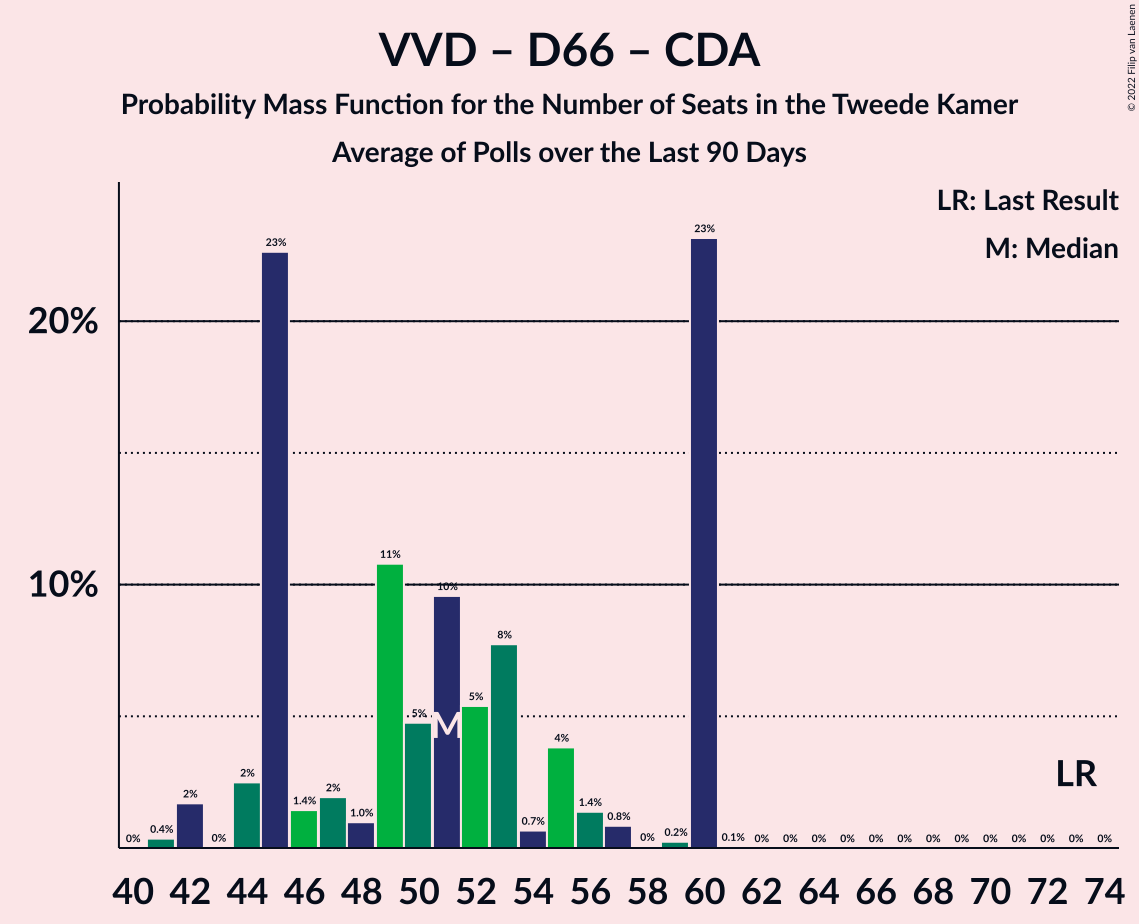 VVD – D66 – CDA
Probability Mass Function for the Number of Seats in the Tweede Kamer
Average of Polls over the Last 90 Days
© 2022 Filip van Laenen
LR: Last Result
M: Median
20%
10%
0% 0.4% 2% 0% 2% 23% 1.4% 2% 1.0% 11% 5% 10% 5% 8% 0.7% 4% 1.4% 0.8% 0% 0.2% 23% 0.1% 0% 0% 0% 0% 0% 0% 0% 0% 0% 0% 0% 0% 0%
M
LR
40 42 44 46 48 50 52 54 56 58 60 62 64 66 68 70 72 74